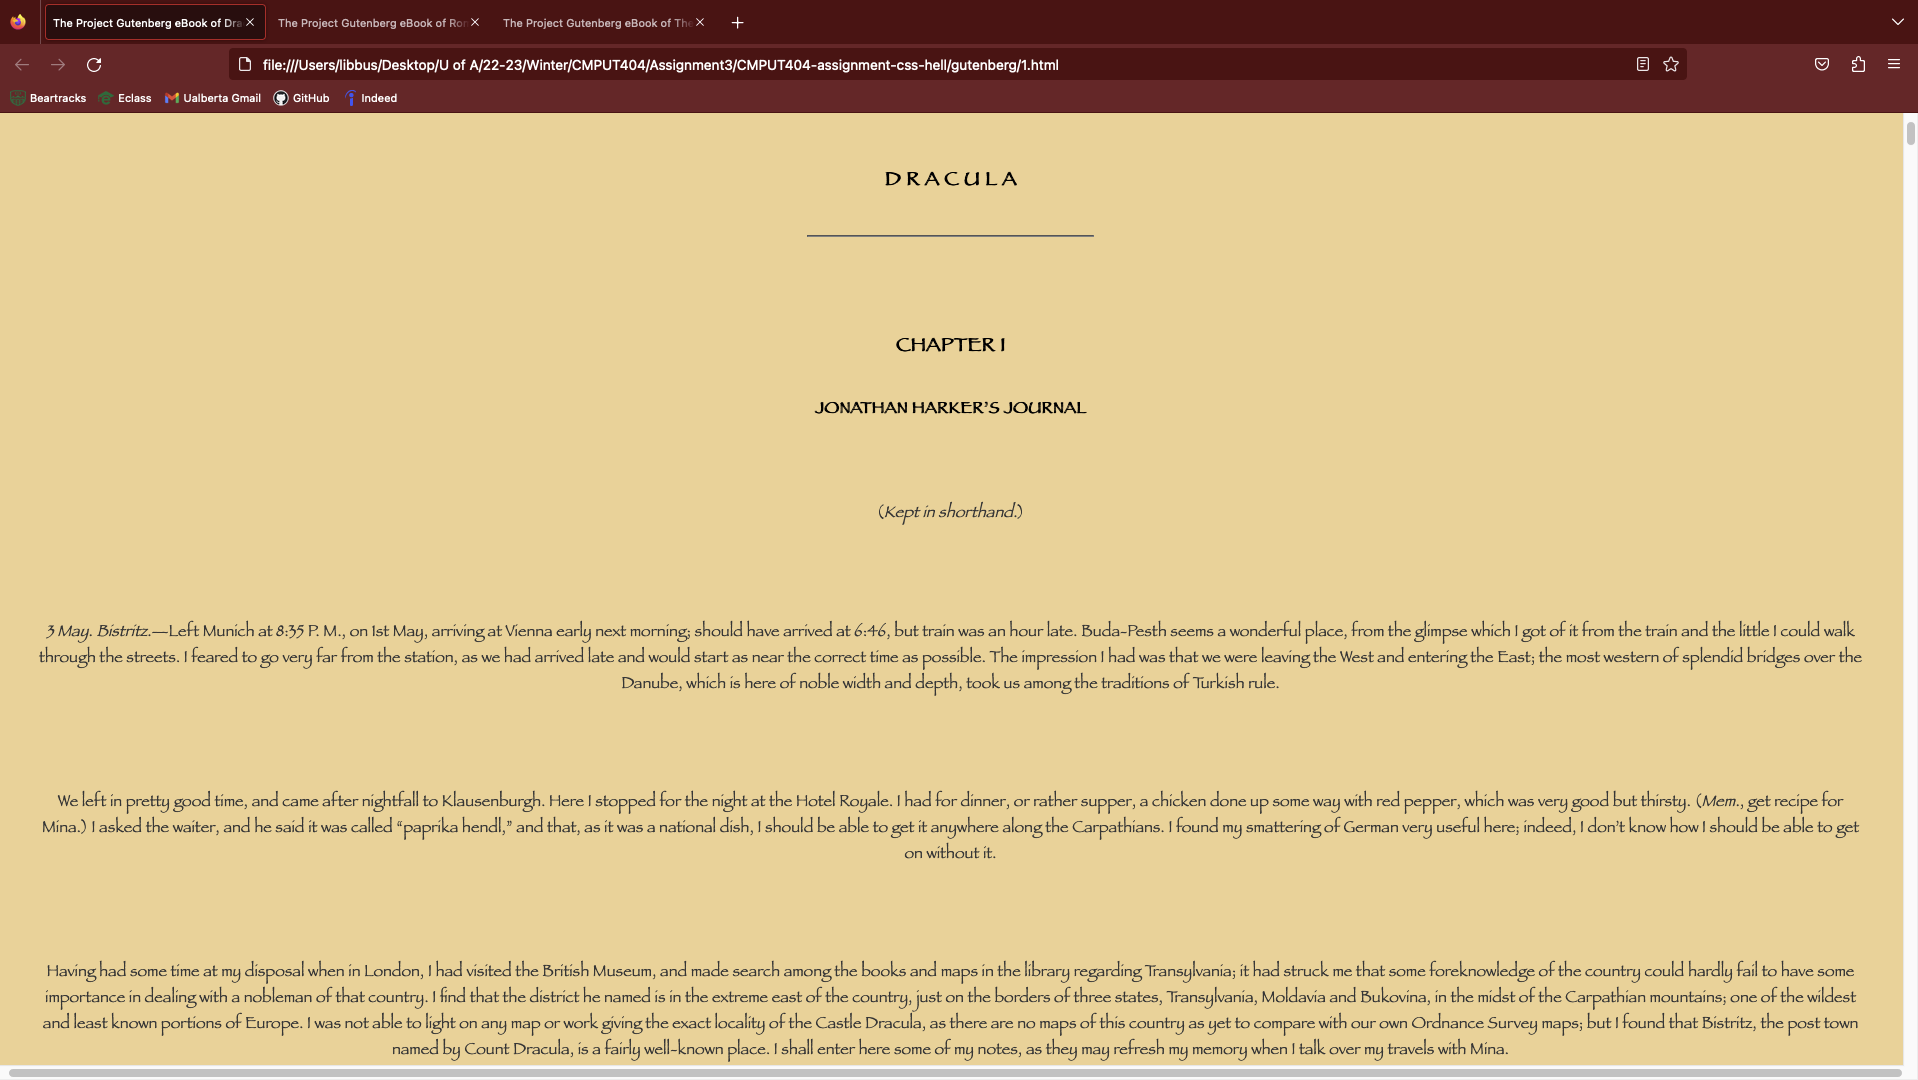 The Project Gutenberg eBook of Dra
The Project Gutenberg eBook of Ro
The Project Gutenberg eBook of The
file:///Users/libbus/Desktop/U of A/22-23/Winter/CMPUT404/Assignment3/CMPUT404-assignment-css-hell/gutenberg/1.html
Beartracks Eclass Ualberta Gmail GitHub Indeed
DRACULA
CHAPTER I
JONATHAN HARKER’S JOURNAL
(Kept in shorthand.)
3 May. Bistritz.—Left Munich at 8:35 P. M., on 1st May, arriving at Vienna early next morning; should have arrived at 6:46, but train was an hour late. Buda-Pesth seems a wonderful place, from the glimpse which I got of it from the train and the little I could walk
through the streets. I feared to go very far from the station, as we had arrived late and would start as near the correct time as possible. The impression I had was that we were leaving the West and entering the East; the most western of splendid bridges over the
Danube, which is here of noble width and depth, took us among the traditions of Turkish rule.
We left in pretty good time, and came after nightfall to Klausenburgh. Here I stopped for the night at the Hotel Royale. I had for dinner, or rather supper, a chicken done up some way with red pepper, which was very good but thirsty. (Mem., get recipe for
Mina.) I asked the waiter, and he said it was called “paprika hendl,” and that, as it was a national dish, I should be able to get it anywhere along the Carpathians. I found my smattering of German very useful here; indeed, I don’t know how I should be able to get
on without it.
Having had some time at my disposal when in London, I had visited the British Museum, and made search among the books and maps in the library regarding Transylvania; it had struck me that some foreknowledge of the country could hardly fail to have some
importance in dealing with a nobleman of that country. I find that the district he named is in the extreme east of the country, just on the borders of three states, Transylvania, Moldavia and Bukovina, in the midst of the Carpathian mountains; one of the wildest
and least known portions of Europe. I was not able to light on any map or work giving the exact locality of the Castle Dracula, as there are no maps of this country as yet to compare with our own Ordnance Survey maps; but I found that Bistritz, the post town
named by Count Dracula, is a fairly well-known place. I shall enter here some of my notes, as they may refresh my memory when I talk over my travels with Mina.